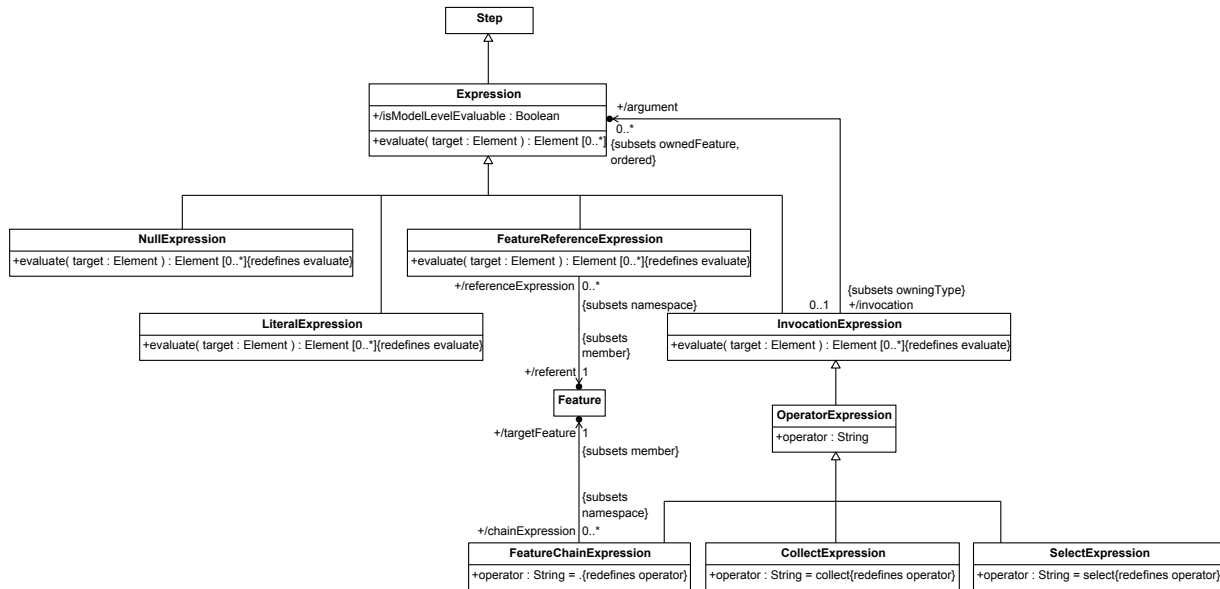 Step
Expression
+/isModelLevelEvaluable : Boolean
+evaluate( target : Element ) : Element [0..*]
+/argument
0..*
{subsets ownedFeature,
ordered}
NullExpression
+evaluate( target : Element ) : Element [0..*]{redefines evaluate}
FeatureReferenceExpression
+evaluate( target : Element ) : Element [0..*]{redefines evaluate}
+/referenceExpression 0..*
{subsets namespace}
{subsets
member}
+/referent 1
LiteralExpression
+evaluate( target : Element ) : Element [0..*]{redefines evaluate}
{subsets owningType}
0..1 +/invocation
InvocationExpression
+evaluate( target : Element ) : Element [0..*]{redefines evaluate}
Feature
+/targetFeature 1
{subsets member}
OperatorExpression
+operator : String
{subsets
namespace}
+/chainExpression 0..*
FeatureChainExpression
+operator : String = .{redefines operator}
CollectExpression
+operator : String = collect{redefines operator}
SelectExpression
+operator : String = select{redefines operator}